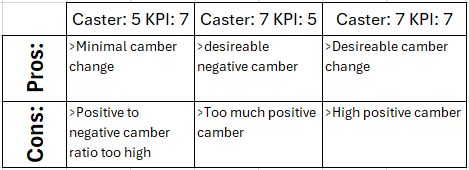 Caster: 5 KPI: 7 Caster: 7 KPI: 5 Caster: 7 KPI: 7
Pros:
>Minimal camber
change
>desireable
negative camber
>Desireable camber
change
Cons:
>Positive to
negative camber
ratio too high
>Too much positive
camber
>High positive camber